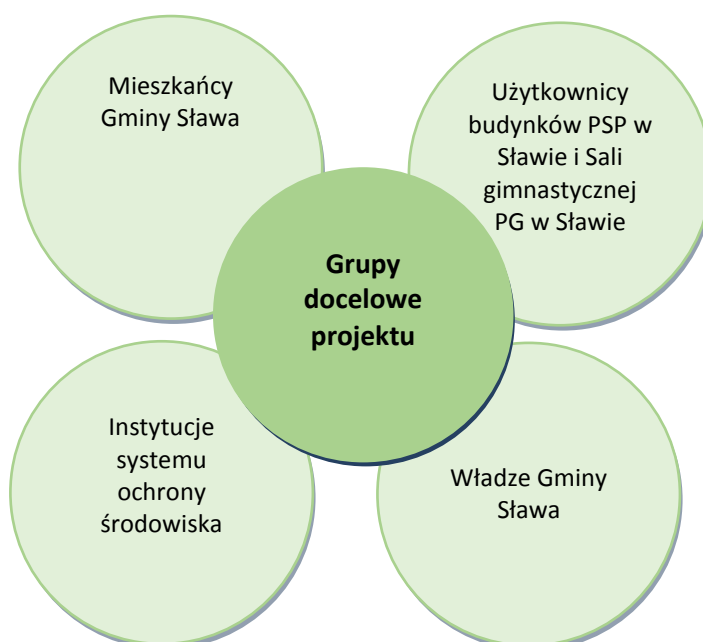 Mieszkańcy
Gminy Sława
Użytkownicy
budynków PSP w
Sławie i Sali
gimnastycznej
PG w Sławie
Grupy
docelowe
projektu
Instytucje
systemu
ochrony
środowiska
Władze Gminy
Sława